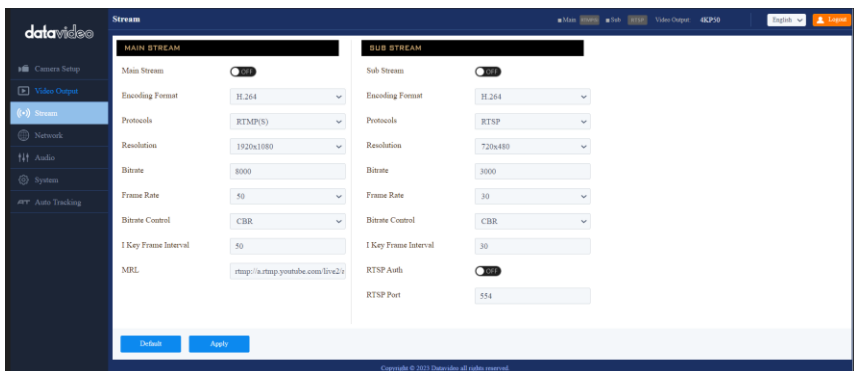 datavideo
Stream
Main RTMPS Sub RTSP Video Output: 4KP50 English Logout
Camera Setup
Video Output
Stream
Network
Audio
System
Auto Tracking
MAIN STREAM
Main Stream OFF
Encoding Format H.264
Protocols RTMP(S)
Resolution 1920x1080
Bitrate 8000
Frame Rate 50
Bitrate Control CBR
I Key Frame Interval 50
MRL rtmp://a.rtmp.youtube.com/live2/
SUB STREAM
Sub Stream OFF
Encoding Format H.264
Protocols RTSP
Resolution 720x480
Bitrate 3000
Frame Rate 30
Bitrate Control CBR
I Key Frame Interval 30
RTSP Auth OFF
RTSP Port 554
Default Apply
Copyright © 2023 Datavideo all rights reserved.